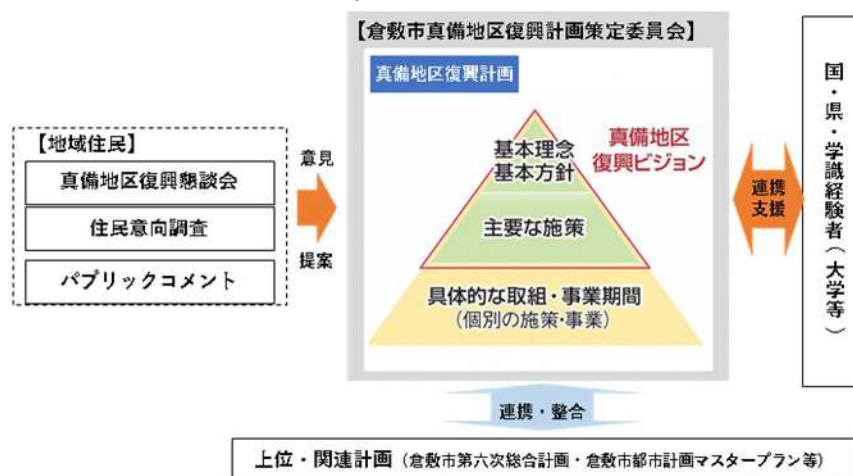 【倉敷市真備地区復興計画策定委員会】
真備地区復興計画
基本理念
基本方針
真備地区
復興ビジョン
主要な施策
具体的な取組・事業期間
(個別の施策・事業)
【地域住民】
真備地区復興懇談会
住民意向調査
パブリックコメント
意見
提案
連携
支援
国・県・学識経験者(大学等)
連携・整合
上位・関連計画(倉敷市第六次総合計画・倉敷市都市計画マスタープラン等)